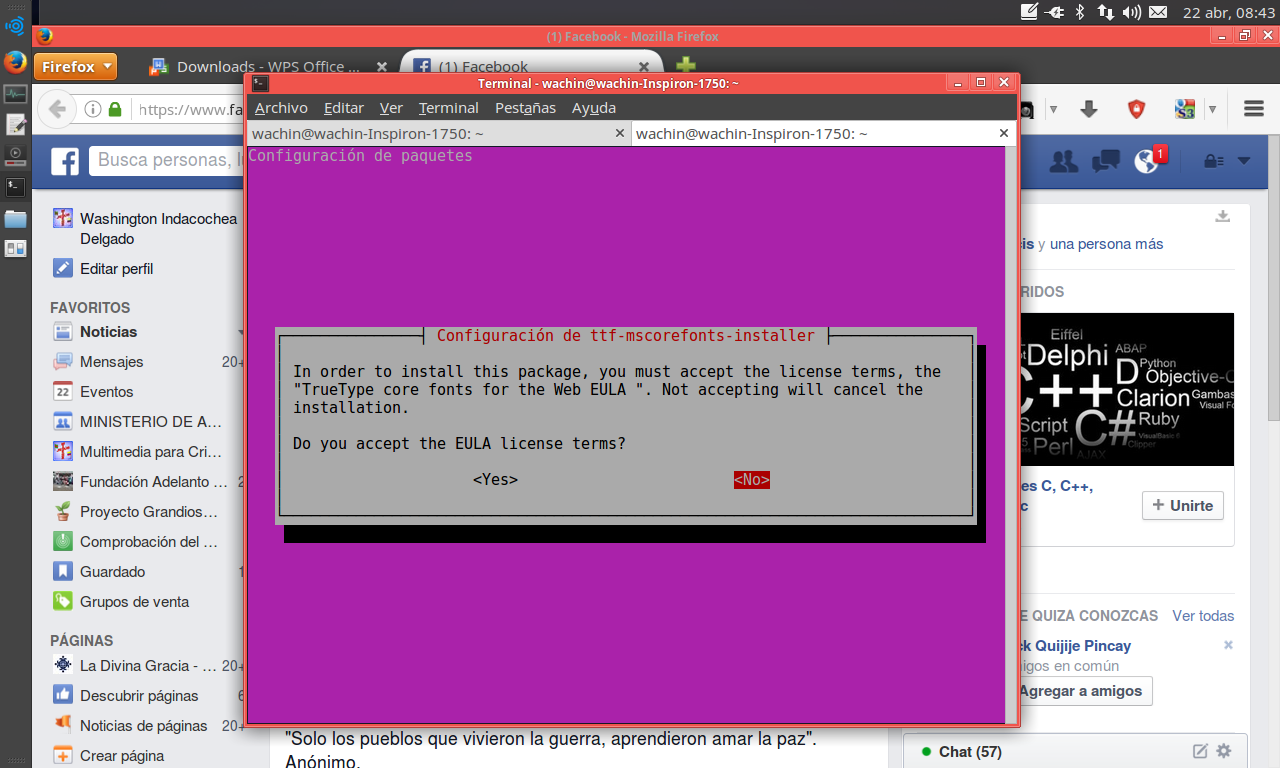 22 abr, 08:43
(1) Facebook - Mozilla Firefox
Firefox
Downloads - WPS Office ...
(1) Facebook
https://www.fa
Terminal - wachin@wachin-Inspiron-1750: ~
Archivo Editar Ver Terminal Pestañas Ayuda
wachin@wachin-Inspiron-1750: ~
wachin@wachin-Inspiron-1750: ~
Configuración de paquetes
Configuración de ttf-mscorefonts-installer
In order to install this package, you must accept the license terms, the
"TrueType core fonts for the Web EULA ". Not accepting will cancel the
installation.
Do you accept the EULA license terms?
<Yes>
<No>
Busca personas, l
1
Washington Indacochea
Delgado
Editar perfil
FAVORITOS
Noticias
Mensajes 20+
Eventos
22
MINISTERIO DE A...
Multimedia para Cri...
Fundación Adelanto ... 2
Proyecto Grandios...
Comprobación del ...
Guardado 1
Grupos de venta
PÁGINAS
La Divina Gracia - ... 20+
Descubrir páginas 6
Noticias de páginas 20+
Crear página
"Solo los pueblos que vivieron la guerra, aprendieron amar la paz".
Anónimo.
cis y una persona más
RIDOS
Eiffel
Delphi
ABAP
Python
C++
D
Objective-C
Clarion
Gambas
Visual Fo
Script
C#
Ruby
Perl
VisualBasic 6
Clipper
AJAX
es C, C++,
c
+ Unirte
E QUIZA CONOZCAS Ver todas
ck Quijije Pincay
igos en común
Agregar a amigos
Chat (57)